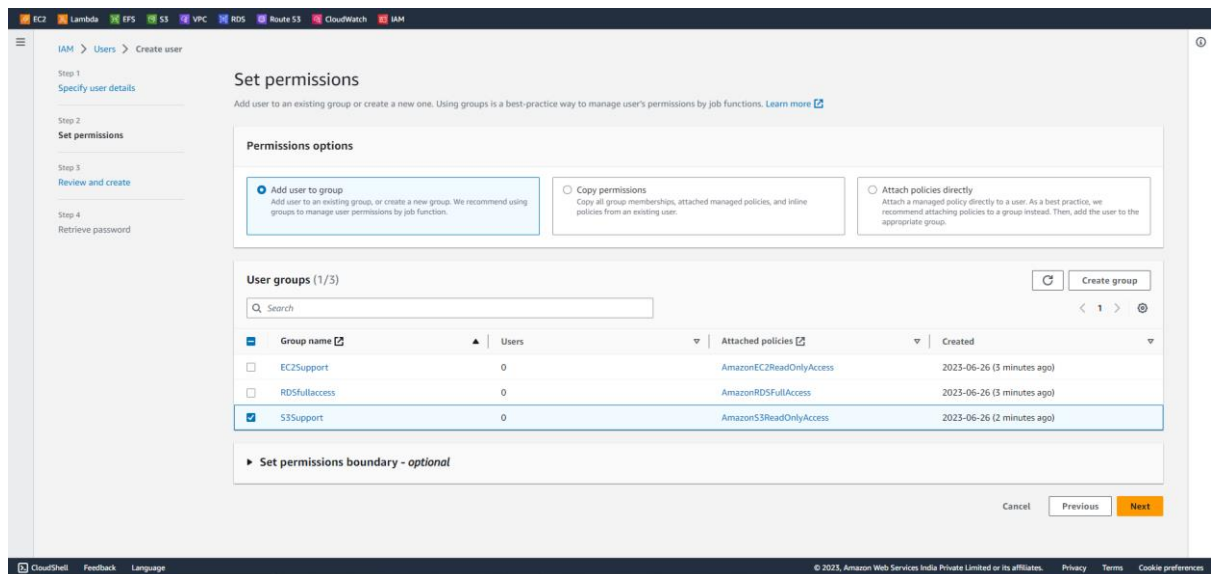 EC2 Lambda EFS S3 VPC RDS Route 53 CloudWatch IAM
IAM > Users > Create user
Step 1
Specify user details
Step 2
Set permissions
Step 3
Review and create
Step 4
Retrieve password
Set permissions
Add user to an existing group or create a new one. Using groups is a best-practice way to manage user's permissions by job functions. Learn more
Permissions options
Add user to group
Add user to an existing group, or create a new group. We recommend using
groups to manage user permissions by job function.
Copy permissions
Copy all group memberships, attached managed policies, and inline
policies from an existing user.
Attach policies directly
Attach a managed policy directly to a user. As a best practice, we
recommend attaching policies to a group instead. Then, add the user to the
appropriate group.
User groups (1/3)
Create group
Search
< 1 >
Group name Users Attached policies Created
EC2Support 0 AmazonEC2ReadOnlyAccess 2023-06-26 (3 minutes ago)
RDSfullaccess 0 AmazonRDSFullAccess 2023-06-26 (3 minutes ago)
S3Support 0 AmazonS3ReadOnlyAccess 2023-06-26 (2 minutes ago)
Set permissions boundary - optional
Cancel Previous Next
CloudShell Feedback Language © 2023, Amazon Web Services India Private Limited or its affiliates. Privacy Terms Cookie preferences